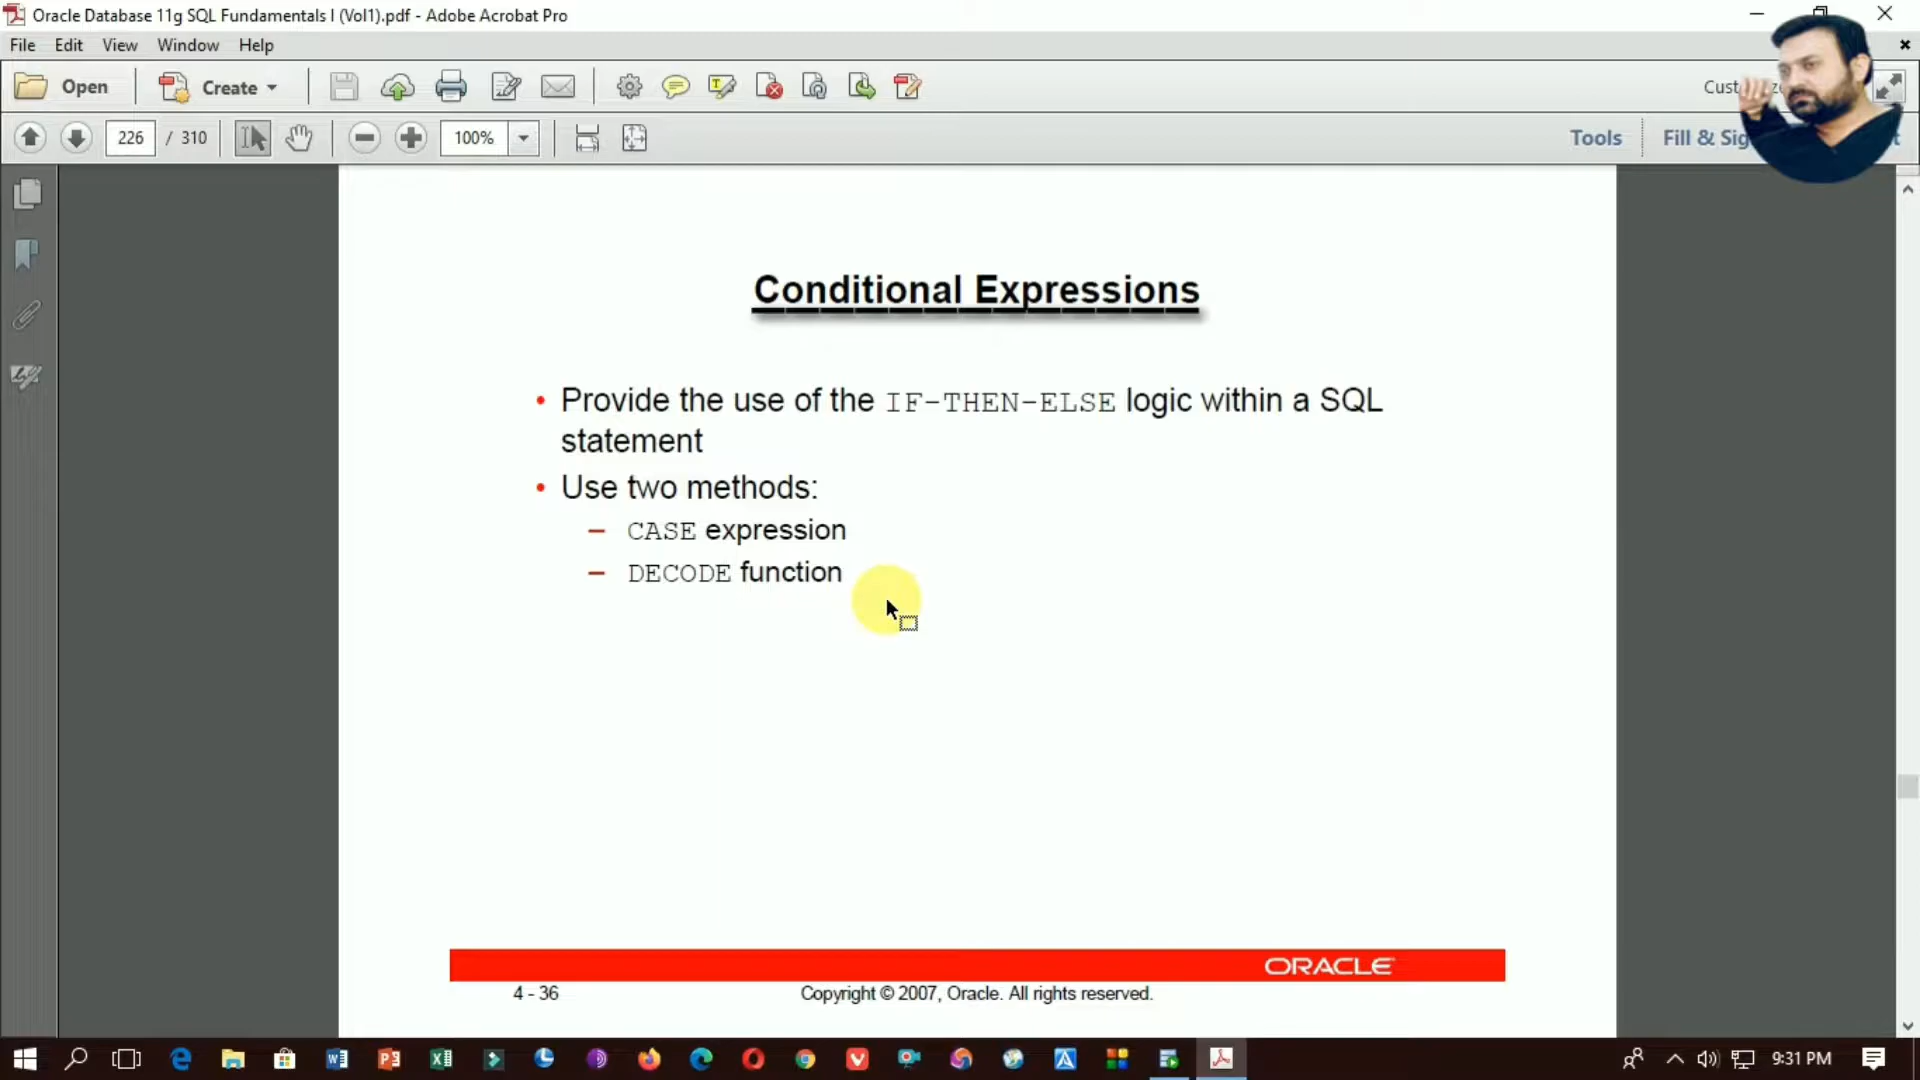 Oracle Database 11g SQL Fundamentals I (Vol1).pdf - Adobe Acrobat Pro
File Edit View Window Help
Open Create
226 / 310 100% Tools Fill &
Conditional Expressions
• Provide the use of the IF-THEN-ELSE logic within a SQL
statement
• Use two methods:
– CASE expression
– DECODE function
ORACLE
4 - 36 Copyright © 2007, Oracle. All rights reserved.
9:31 PM